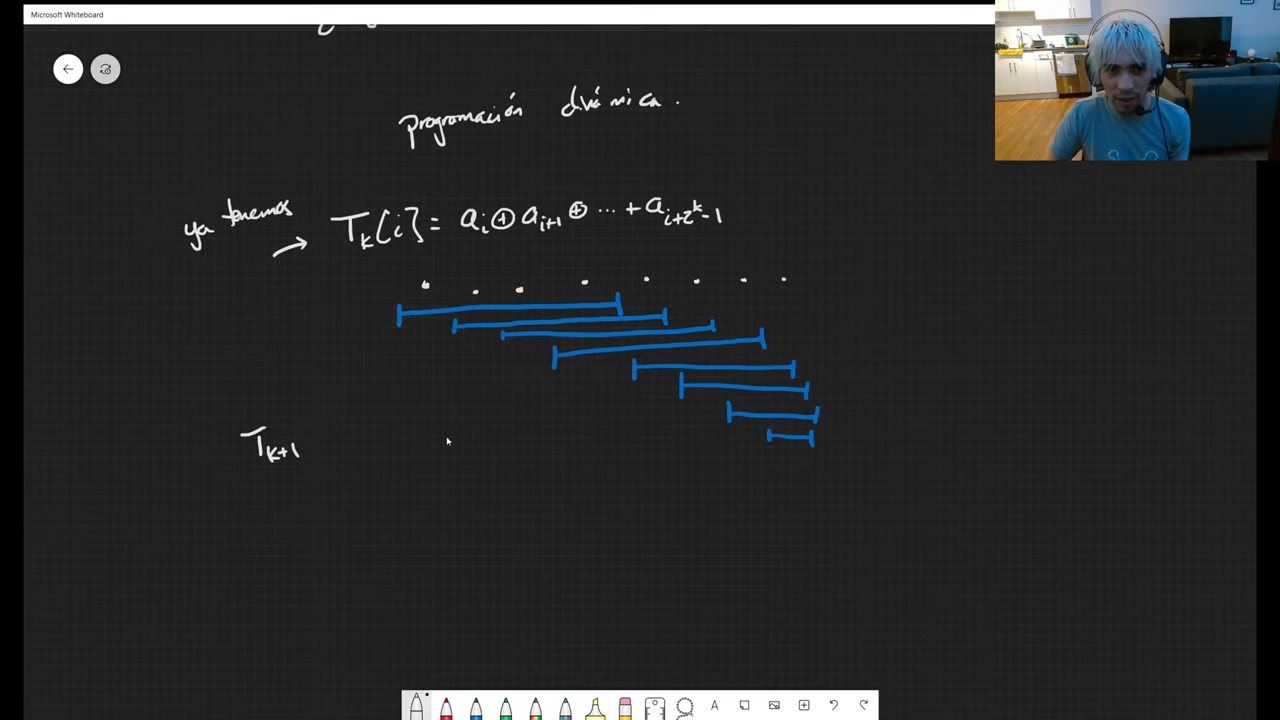 Microsoft Whiteboard
programación dinámica.
ya tenemos
T_k[i] = a_i ⊕ a_{i+1} ⊕ ... + a_{i+2^k-1}
T_{k+1}
A